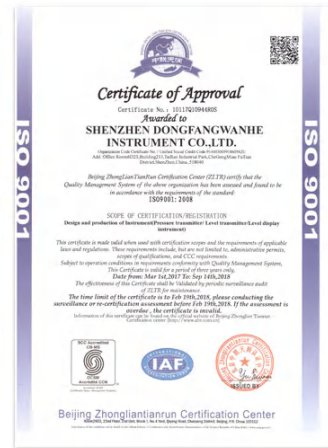 Certificate of Approval
Certificate No.: 10117Q10946R0S
Awarded to
SHENZHEN DONGFANGWANHE
INSTRUMENT CO.,LTD.
Beijing ZhongLianTianRun Certification Center (ZLTR) certify that the
Quality Management System of the above organization has been assessed and found to be
in accordance with the requirements of the standard:
ISO9001: 2008
SCOPE OF CERTIFICATION/REGISTRATION
Design and production of Instrument(Pressure transmitter/ Level transmitter/Level display
instrument)
This certificate is made valid when used with certification scopes and the requirements of applicable
laws and regulations. These requirements include, but are not limited to, administrative permits,
scopes of qualifications, and CCC requirements.
Subject to operation conditions in requirements conformity with Quality Management System,
This Certificate is valid for a period of three years only,
Date from: Mar 1st,2017 To: Sep 14th,2018
The effectiveness of this Certificate shall be Validated by periodic surveillance audit
of ZLTR for maintenance.
The time limit of the certificate is to Feb 19th,2018, please conducting the
surveillance or re-certification assessment before Feb 19th,2018. If the assessment is
overdue , the certificate is invalid.
ISO 9001
ISO 9001
IAF
ISSUED BY
Beijing Zhongliantianrun Certification Center